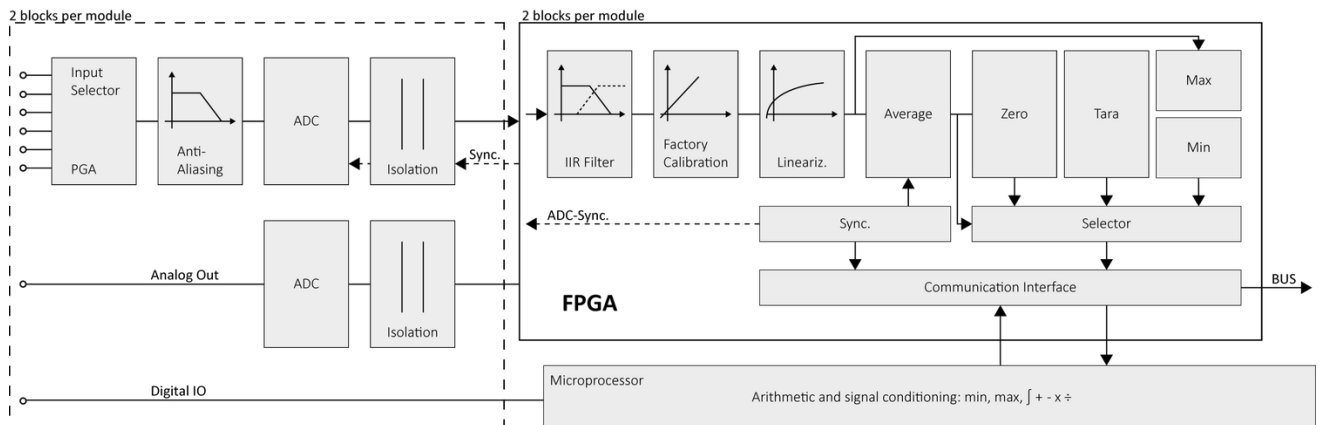 2 blocks per module
2 blocks per module
Input
Selector
PGA
Anti-
Aliasing
ADC
Isolation
Sync.
IIR Filter
Factory
Calibration
Lineariz.
Average
Zero
Tara
Max
Min
ADC-Sync.
Sync.
Selector
Analog Out
ADC
Isolation
FPGA
Communication Interface
BUS
Digital IO
Microprocessor
Arithmetic and signal conditioning: min, max, ∫ + - x ÷